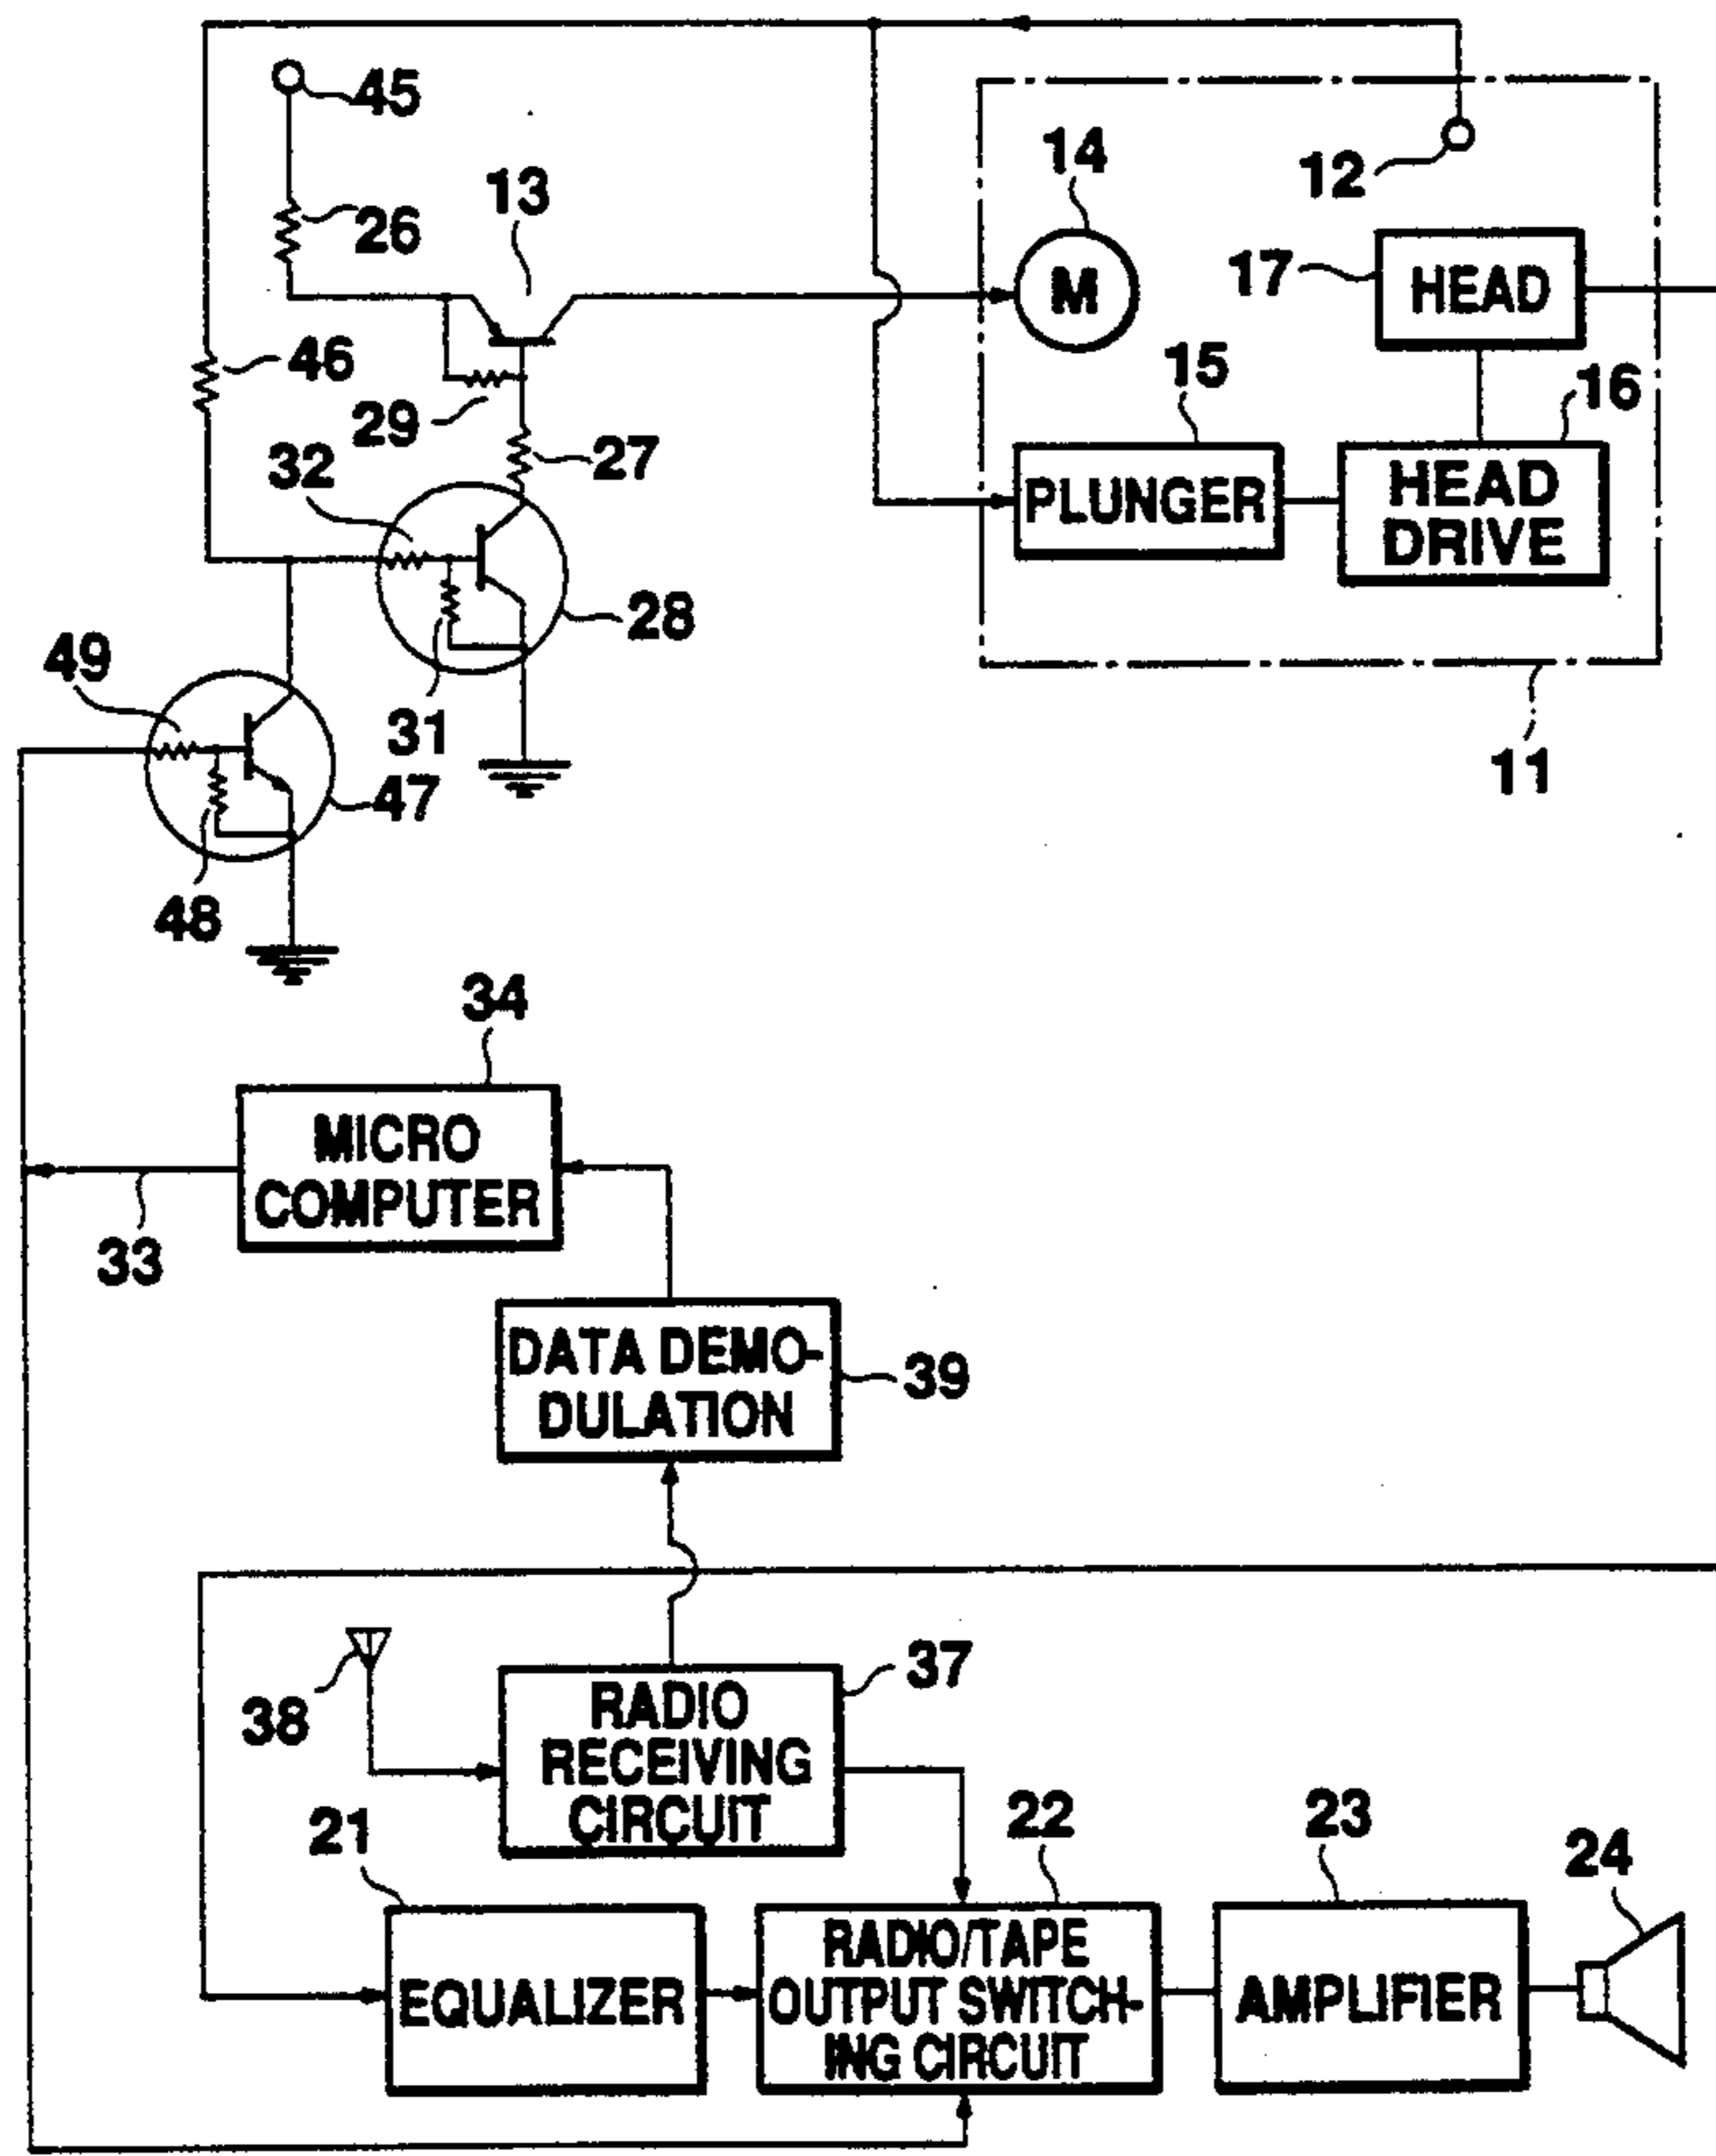 45
14
12
13
26
17
HEAD
M
46
15
16
29
32
27
PLUNGER
HEAD
DRIVE
28
49
31
11
47
48
34
MICRO
COMPUTER
33
DATA DEMO-
DULATION
39
37
38
RADIO
RECEIVING
CIRCUIT
21
22
23
24
EQUALIZER
RADIO/TAPE
OUTPUT SWITCH-
ING CIRCUIT
AMPLIFIER